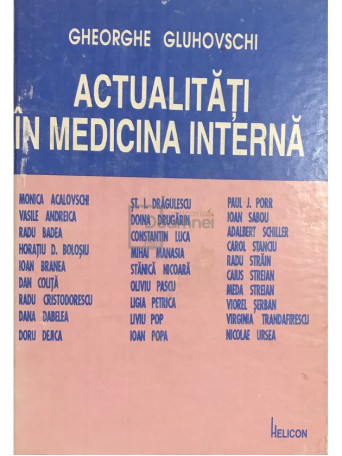 GHEORGHE GLUHOVSCHI
ACTUALITĂȚI
ÎN MEDICINA INTERNĂ
MONICA ACALOVSCHI
VASILE ANDREICA
RADU BADEA
HORAȚIU D. BOLOȘIU
IOAN BRANEA
DAN COLIȚĂ
RADU CRISTODORESCU
DANA DABELEA
DORU DEJICA
ȘT. I. DRĂGULESCU
DOINA DRUGĂRIN
CONSTANTIN LUCA
MIHAI MANASIA
STĂNICĂ NICOARĂ
OLIVIU PASCU
LIGIA PETRICA
LIVIU POP
IOAN POPA
PAUL J. PORR
IOAN SABOU
ADALBERT SCHILLER
CAROL STANCIU
RADU STRĂIN
CAIUS STREIAN
MEDA STREIAN
VIOREL ȘERBAN
VIRGINIA TRANDAFIRESCU
NICOLAE URSEA
HELICON